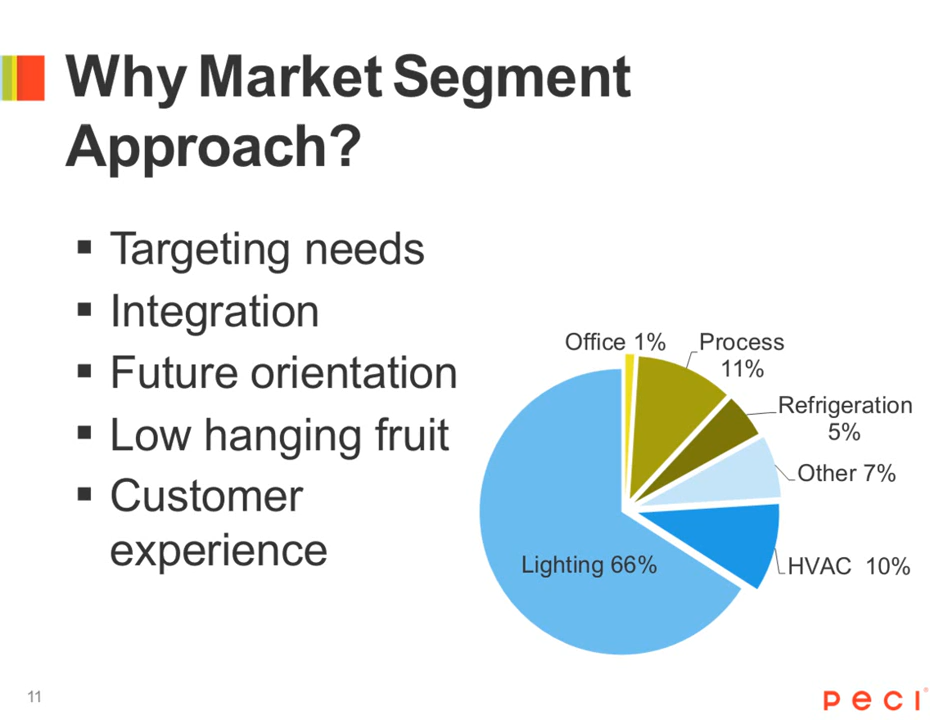 Why Market Segment
Approach?
▪ Targeting needs
▪ Integration
▪ Future orientation
▪ Low hanging fruit
▪ Customer
experience
Office 1%
Process
11%
Refrigeration
5%
Other 7%
HVAC 10%
Lighting 66%
11
peci®